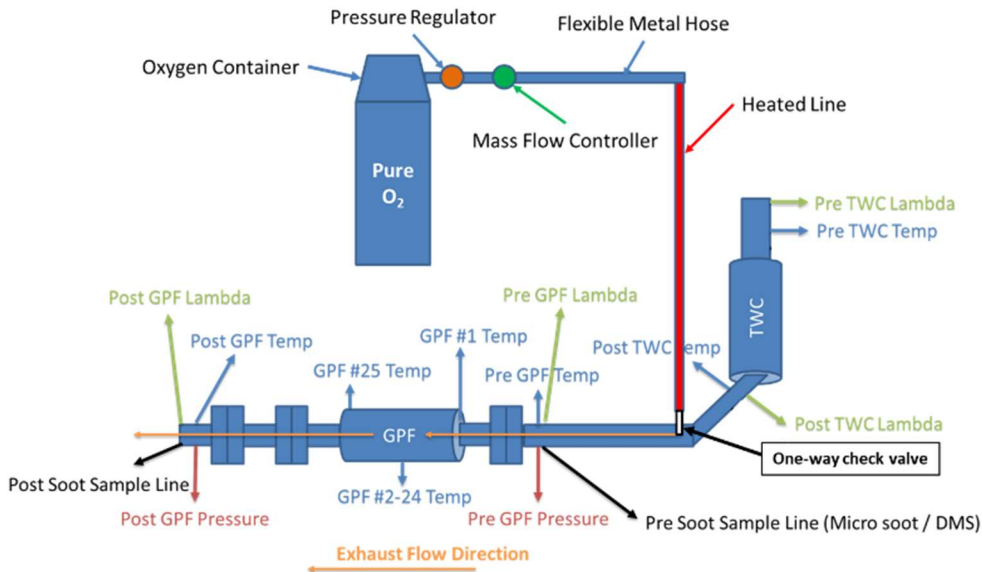 Pressure Regulator
Flexible Metal Hose
Oxygen Container
Heated Line
Mass Flow Controller
Pure
O₂
Pre TWC Lambda
Pre TWC Temp
TWC
Post GPF Lambda
Pre GPF Lambda
Post GPF Temp
GPF #1 Temp
Post TWC Temp
GPF #25 Temp
Pre GPF Temp
Post TWC Lambda
GPF
One-way check valve
Post Soot Sample Line
GPF #2-24 Temp
Post GPF Pressure
Pre GPF Pressure
Pre Soot Sample Line (Micro soot / DMS)
Exhaust Flow Direction